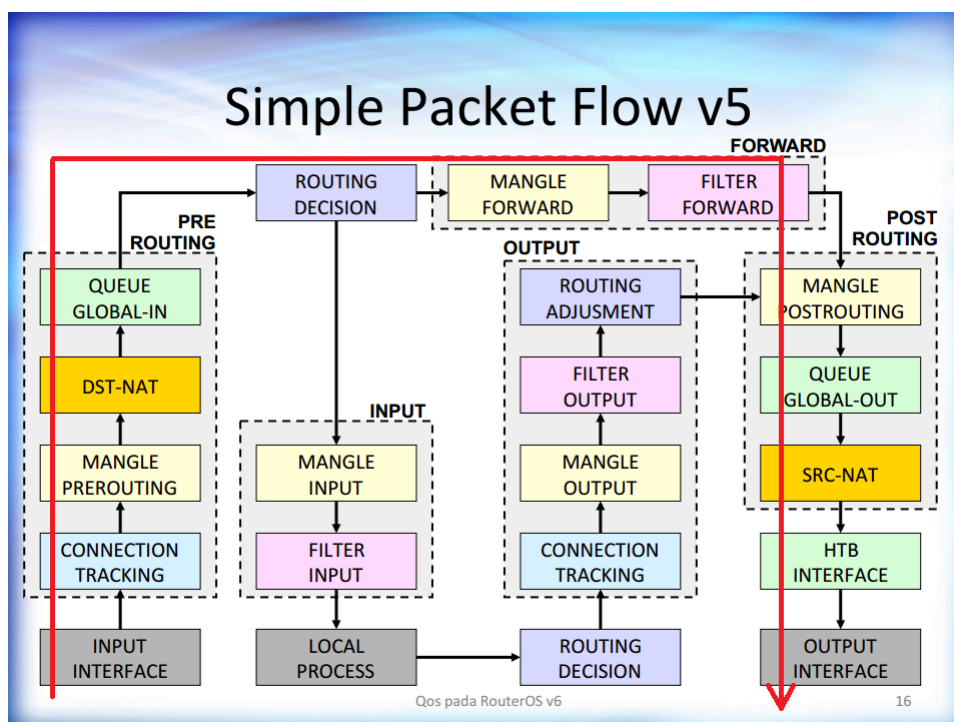 Simple Packet Flow v5
FORWARD
ROUTING
DECISION
MANGLE
FORWARD
FILTER
FORWARD
PRE
ROUTING
POST
ROUTING
OUTPUT
QUEUE
GLOBAL-IN
ROUTING
ADJUSMENT
MANGLE
POSTROUTING
DST-NAT
FILTER
OUTPUT
QUEUE
GLOBAL-OUT
INPUT
MANGLE
PREROUTING
MANGLE
INPUT
MANGLE
OUTPUT
SRC-NAT
CONNECTION
TRACKING
FILTER
INPUT
CONNECTION
TRACKING
HTB
INTERFACE
INPUT
INTERFACE
LOCAL
PROCESS
ROUTING
DECISION
OUTPUT
INTERFACE
Qos pada RouterOS v6
16